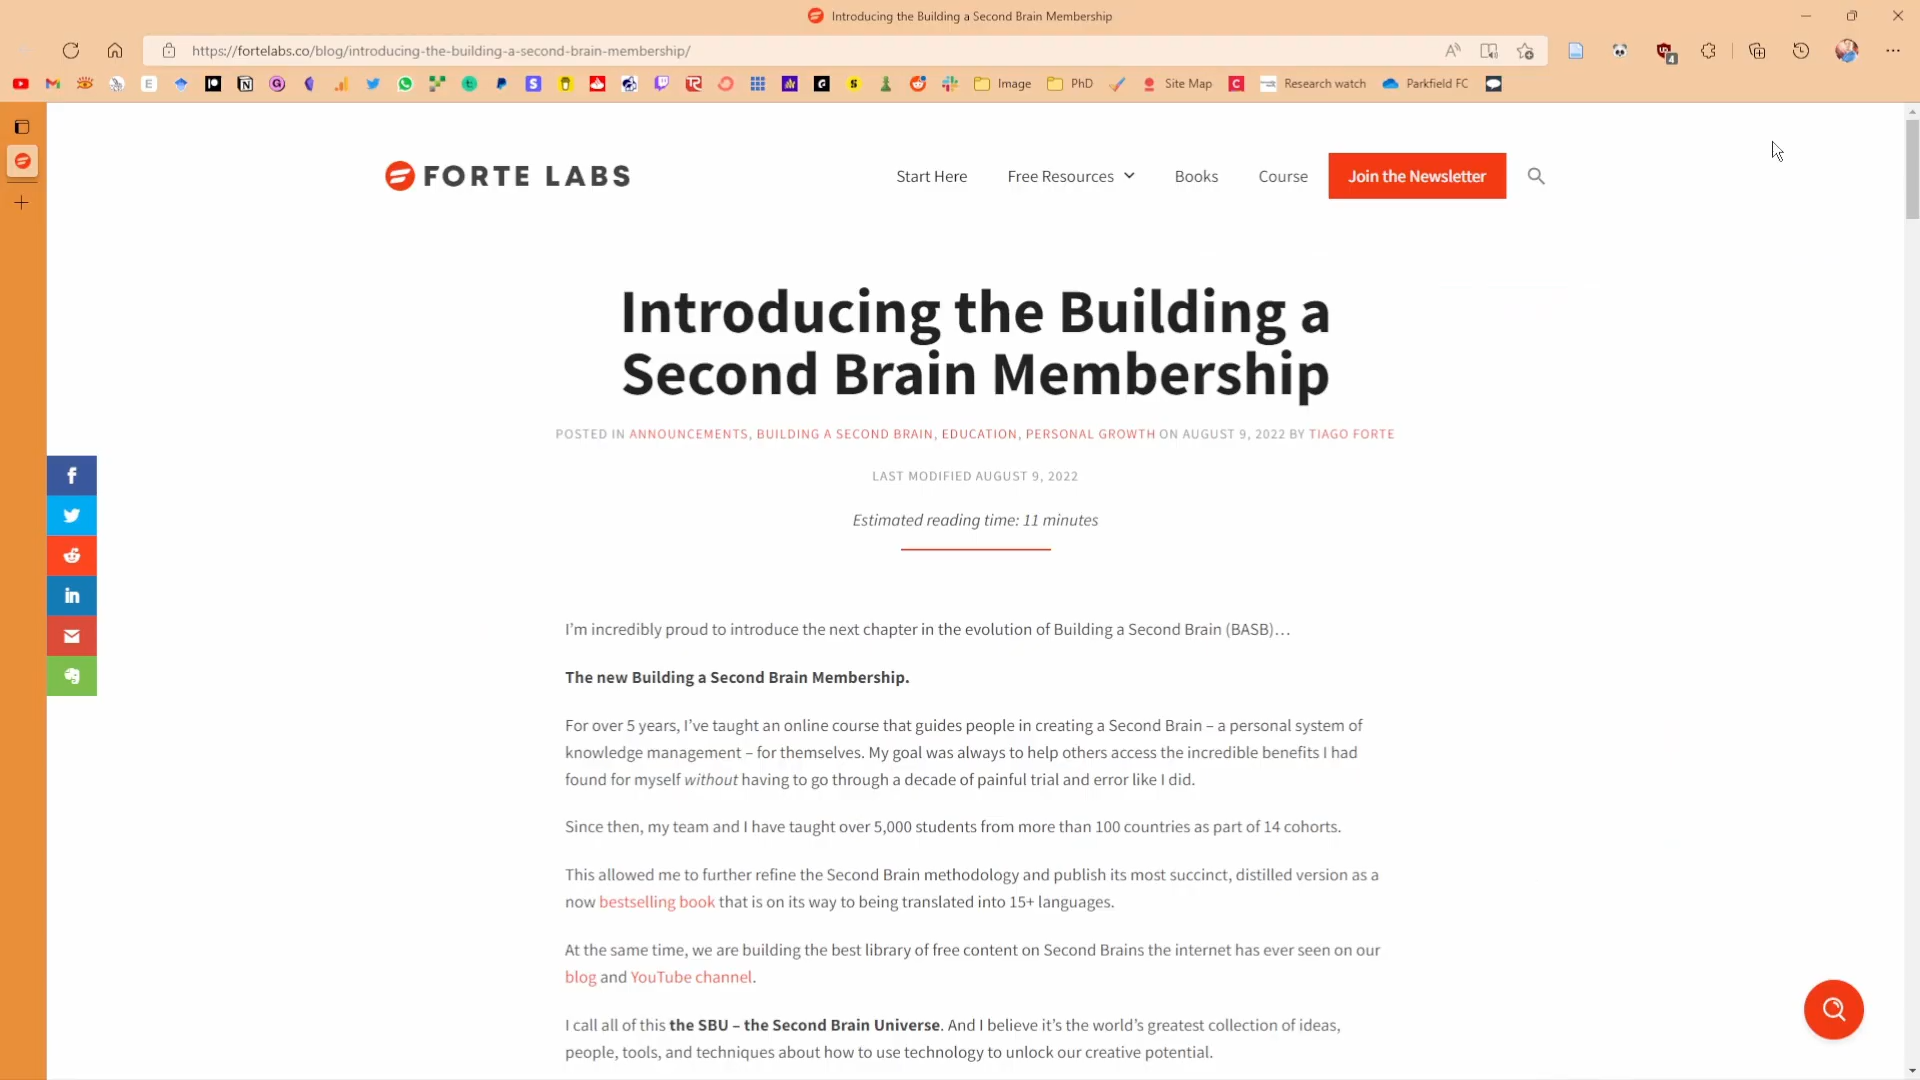 Introducing the Building a Second Brain Membership
https://fortelabs.co/blog/introducing-the-building-a-second-brain-membership/
4
Image
PhD
Site Map
Research watch
Parkfield FC
FORTE LABS
Start Here
Free Resources
Books
Course
Join the Newsletter
Introducing the Building a
Second Brain Membership
POSTED IN ANNOUNCEMENTS, BUILDING A SECOND BRAIN, EDUCATION, PERSONAL GROWTH ON AUGUST 9, 2022 BY TIAGO FORTE
LAST MODIFIED AUGUST 9, 2022
Estimated reading time: 11 minutes
I’m incredibly proud to introduce the next chapter in the evolution of Building a Second Brain (BASB)…
The new Building a Second Brain Membership.
For over 5 years, I’ve taught an online course that guides people in creating a Second Brain – a personal system of
knowledge management – for themselves. My goal was always to help others access the incredible benefits I had
found for myself without having to go through a decade of painful trial and error like I did.
Since then, my team and I have taught over 5,000 students from more than 100 countries as part of 14 cohorts.
This allowed me to further refine the Second Brain methodology and publish its most succinct, distilled version as a
now bestselling book that is on its way to being translated into 15+ languages.
At the same time, we are building the best library of free content on Second Brains the internet has ever seen on our
blog and YouTube channel.
I call all of this the SBU – the Second Brain Universe. And I believe it’s the world’s greatest collection of ideas,
people, tools, and techniques about how to use technology to unlock our creative potential.